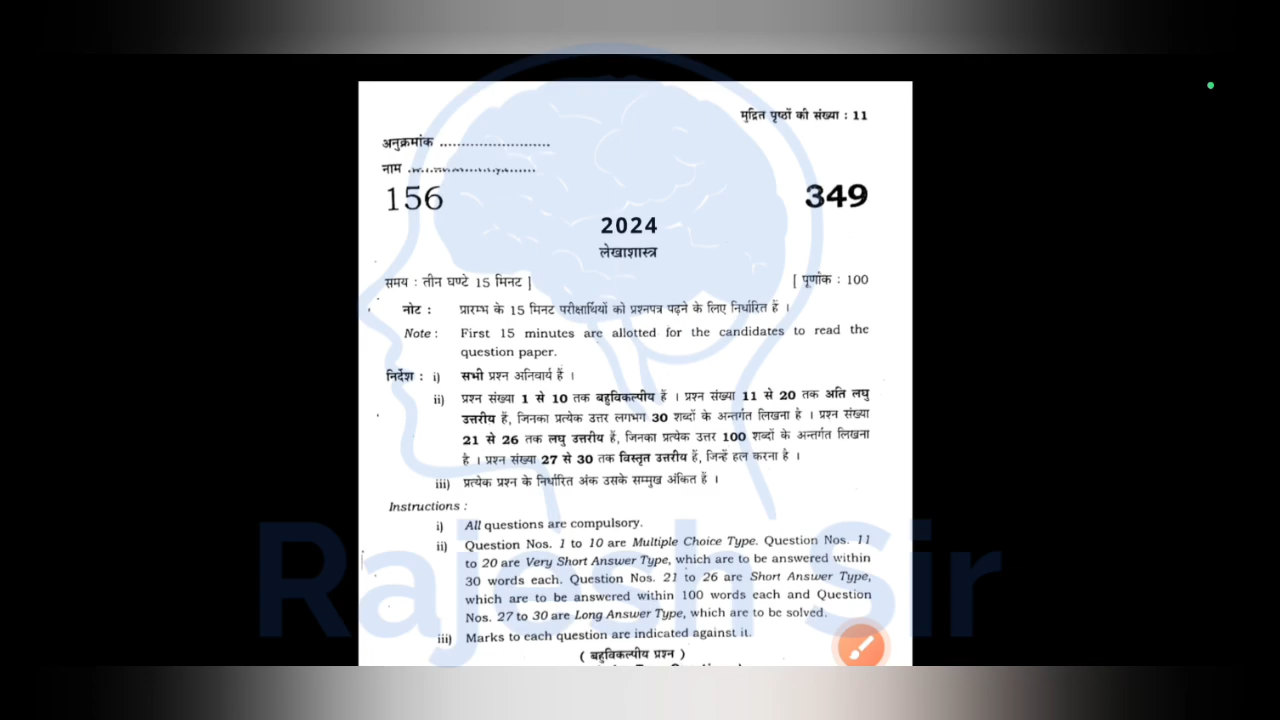 मुद्रित पृष्ठों की संख्या : 11
अनुक्रमांक ..........................
नाम ..............................
156
349
2024
लेखाशास्त्र
समय : तीन घण्टे 15 मिनट ]
[ पूर्णांक : 100
नोट : प्रारम्भ के 15 मिनट परीक्षार्थियों को प्रश्नपत्र पढ़ने के लिए निर्धारित हैं ।
Note : First 15 minutes are allotted for the candidates to read the
question paper.
निर्देश : i) सभी प्रश्न अनिवार्य हैं ।
ii) प्रश्न संख्या 1 से 10 तक बहुविकल्पीय हैं । प्रश्न संख्या 11 से 20 तक अति लघु
उत्तरीय हैं, जिनका प्रत्येक उत्तर लगभग 30 शब्दों के अन्तर्गत लिखना है । प्रश्न संख्या
21 से 26 तक लघु उत्तरीय हैं, जिनका प्रत्येक उत्तर 100 शब्दों के अन्तर्गत लिखना
है । प्रश्न संख्या 27 से 30 तक विस्तृत उत्तरीय हैं, जिन्हें हल करना है ।
iii) प्रत्येक प्रश्न के निर्धारित अंक उसके सम्मुख अंकित हैं ।
Instructions :
i) All questions are compulsory.
ii) Question Nos. 1 to 10 are Multiple Choice Type. Question Nos. 11
to 20 are Very Short Answer Type, which are to be answered within
30 words each. Question Nos. 21 to 26 are Short Answer Type,
which are to be answered within 100 words each and Question
Nos. 27 to 30 are Long Answer Type, which are to be solved.
iii) Marks to each question are indicated against it.
( बहुविकल्पीय प्रश्न )
Rajesh Sir